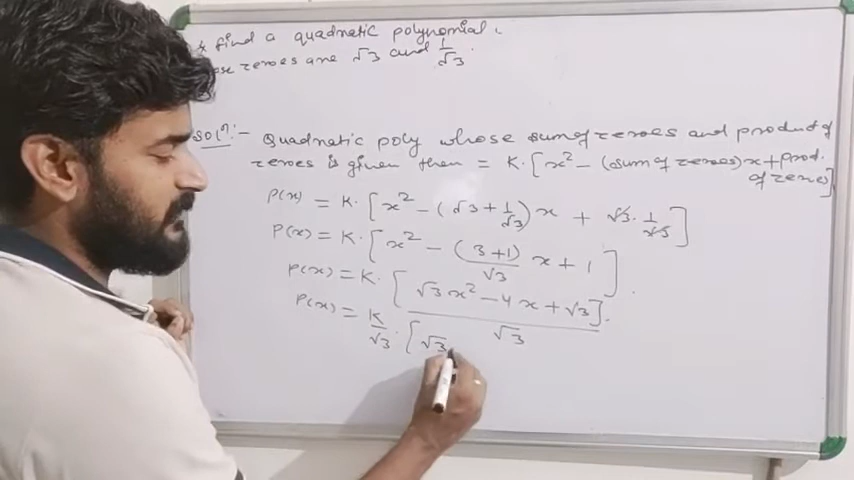 find a quadratic polynomial.
zeroes are √3 and 1/√3.
Solⁿ:- Quadratic poly whose sum of zeroes and product of
zeroes is given then = K·[x² - (sum of zeroes)x + prod. of zeroes]
P(x) = K·[x² - (√3 + 1/√3)x + √3·1/√3]
P(x) = K·[x² - (3+1)/√3 x + 1]
P(x) = K·[√3x² - 4x + √3]/√3
P(x) = K/√3·[√3